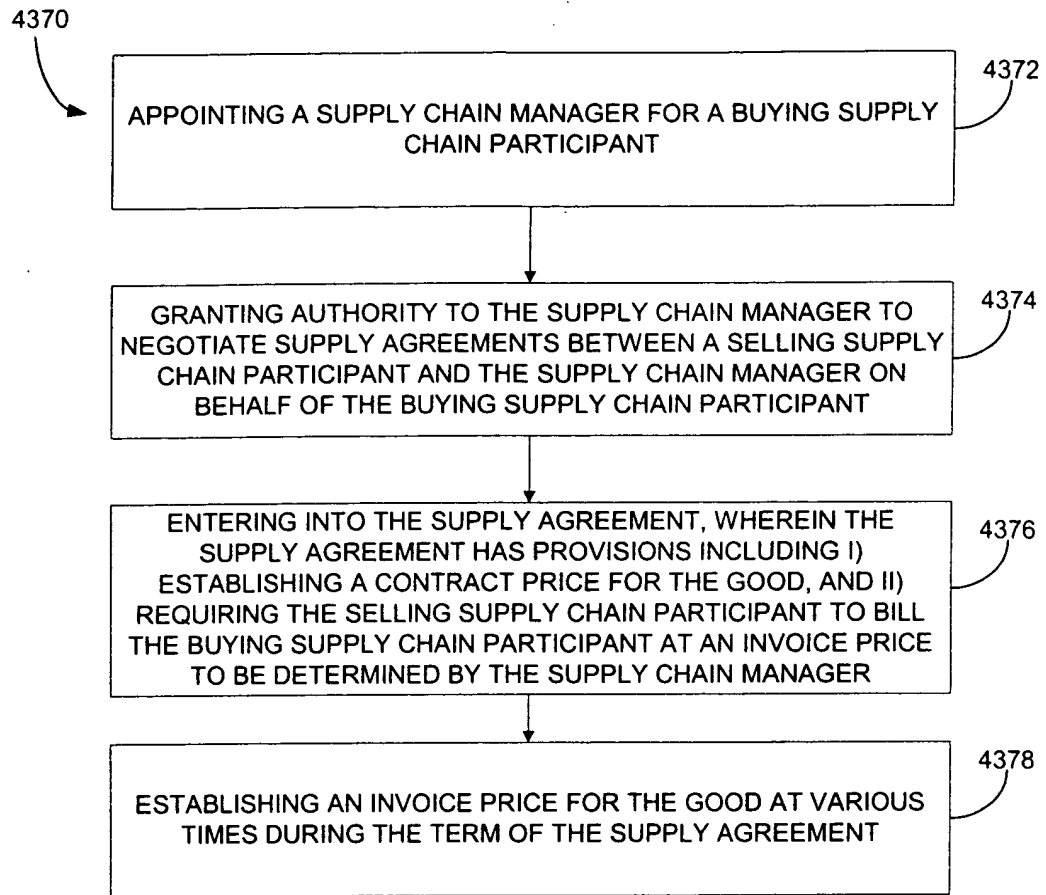 4370
4372
APPOINTING A SUPPLY CHAIN MANAGER FOR A BUYING SUPPLY
CHAIN PARTICIPANT
4374
GRANTING AUTHORITY TO THE SUPPLY CHAIN MANAGER TO
NEGOTIATE SUPPLY AGREEMENTS BETWEEN A SELLING SUPPLY
CHAIN PARTICIPANT AND THE SUPPLY CHAIN MANAGER ON
BEHALF OF THE BUYING SUPPLY CHAIN PARTICIPANT
4376
ENTERING INTO THE SUPPLY AGREEMENT, WHEREIN THE
SUPPLY AGREEMENT HAS PROVISIONS INCLUDING I)
ESTABLISHING A CONTRACT PRICE FOR THE GOOD, AND II)
REQUIRING THE SELLING SUPPLY CHAIN PARTICIPANT TO BILL
THE BUYING SUPPLY CHAIN PARTICIPANT AT AN INVOICE PRICE
TO BE DETERMINED BY THE SUPPLY CHAIN MANAGER
4378
ESTABLISHING AN INVOICE PRICE FOR THE GOOD AT VARIOUS
TIMES DURING THE TERM OF THE SUPPLY AGREEMENT